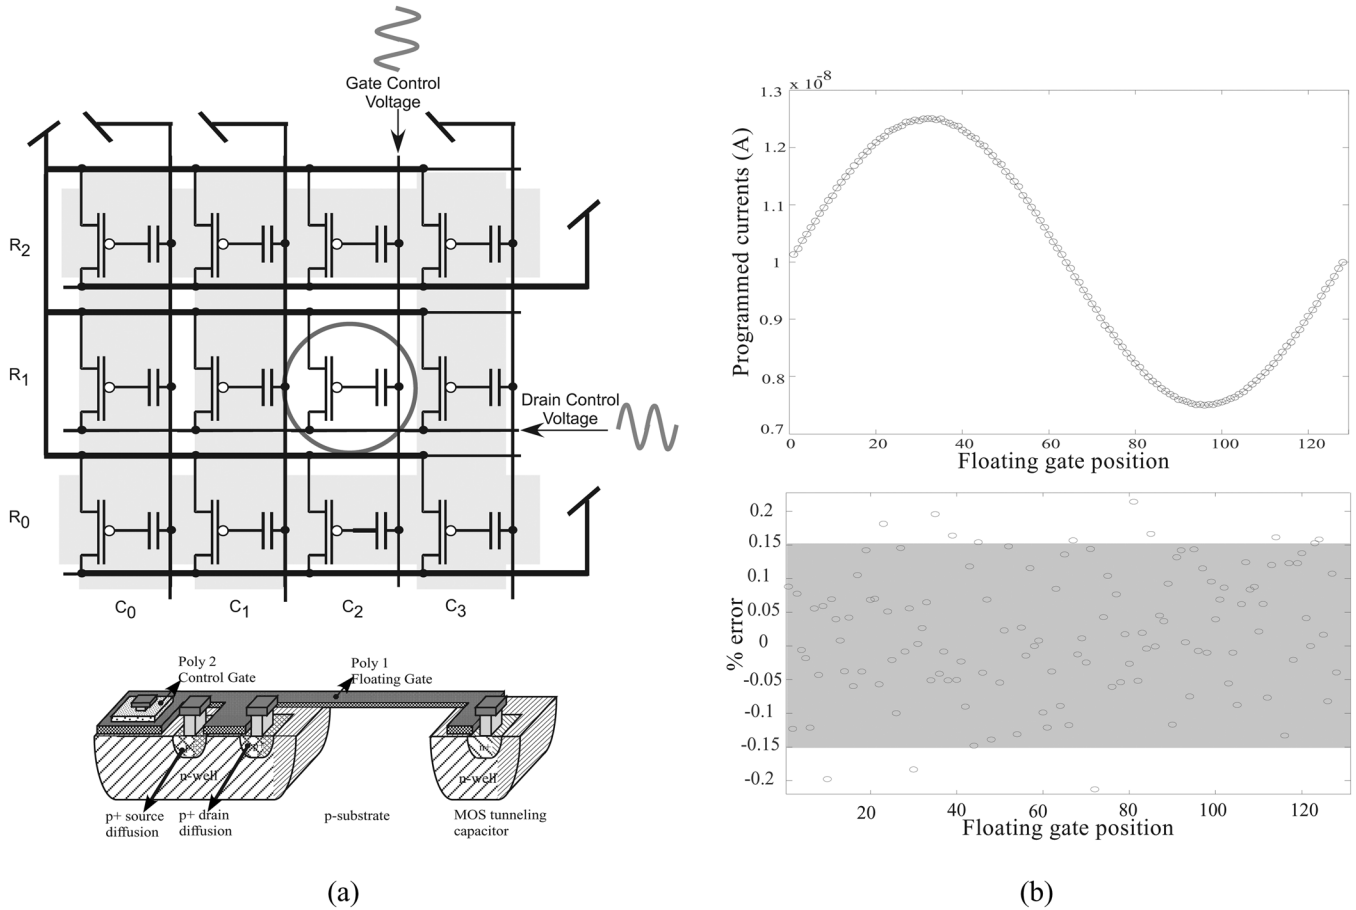 Gate Control
Voltage
R2
R1
Drain Control
Voltage
R0
C0
C1
C2
C3
Poly 2
Control Gate
Poly 1
Floating Gate
n+
n-well
n-well
p+ source
diffusion
p+ drain
diffusion
p-substrate
MOS tunneling
capacitor
(a)
x 10-8
1.3
1.2
1.1
1
0.9
0.8
0.7
0
20
40
60
80
100
120
Programmed currents (A)
Floating gate position
0.2
0.15
0.1
0.05
0
-0.05
-0.1
-0.15
-0.2
20
40
60
80
100
120
% error
Floating gate position
(b)